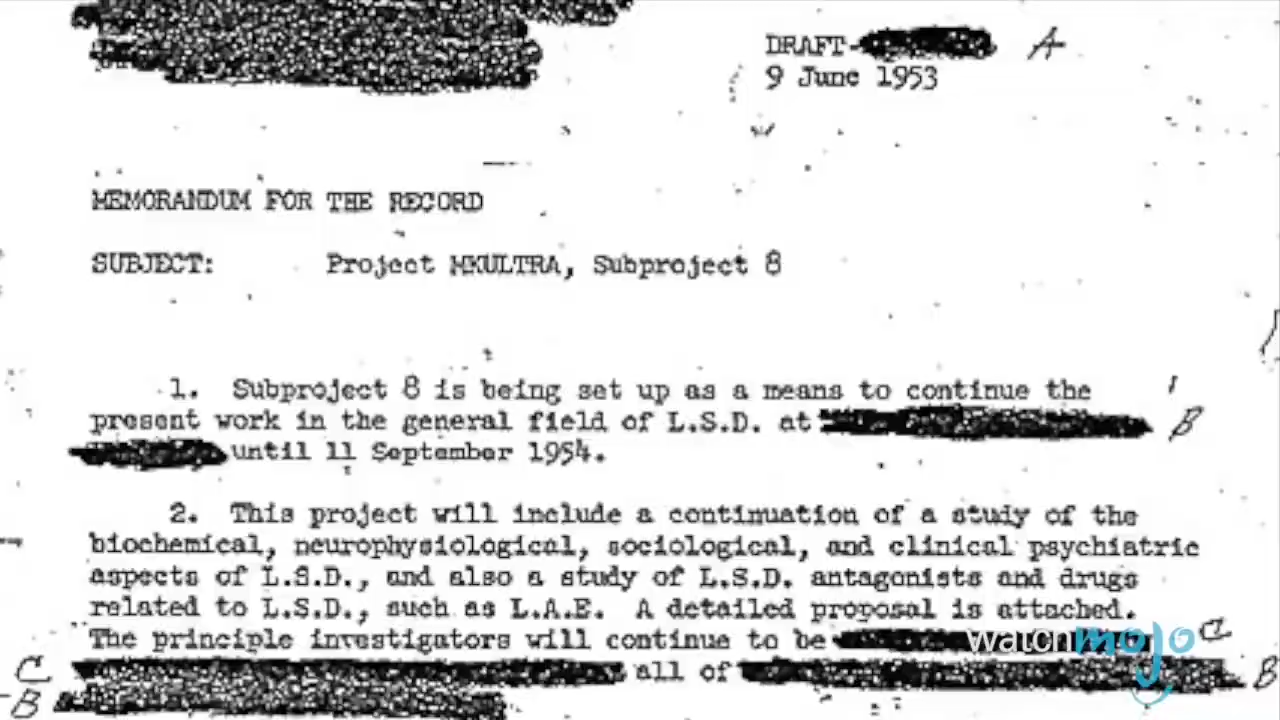 DRAFT-
A
9 June 1953
MEMORANDUM FOR THE RECORD
SUBJECT: Project MKULTRA, Subproject 8
1. Subproject 8 is being set up as a means to continue the
present work in the general field of L.S.D. at
B
until 11 September 1954.
2. This project will include a continuation of a study of the
biochemical, neurophysiological, sociological, and clinical psychiatric
aspects of L.S.D., and also a study of L.S.D. antagonists and drugs
related to L.S.D., such as L.A.E. A detailed proposal is attached.
The principle investigators will continue to be
watchmojo
C
C
all of
B
B